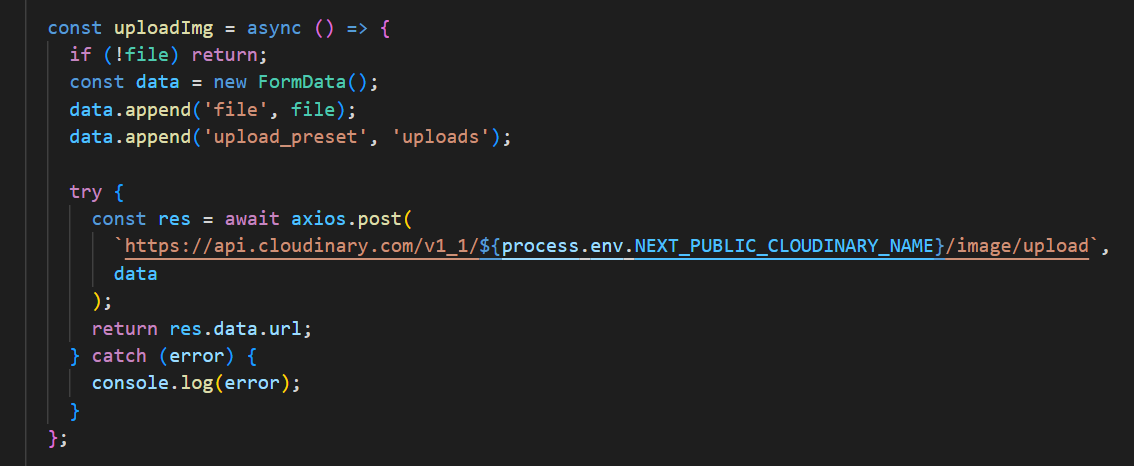 const uploadImg = async () => {
if (!file) return;
const data = new FormData();
data.append('file', file);
data.append('upload_preset', 'uploads');
try {
const res = await axios.post(
`https://api.cloudinary.com/v1_1/${process.env.NEXT_PUBLIC_CLOUDINARY_NAME}/image/upload`,
data
);
return res.data.url;
} catch (error) {
console.log(error);
}
};